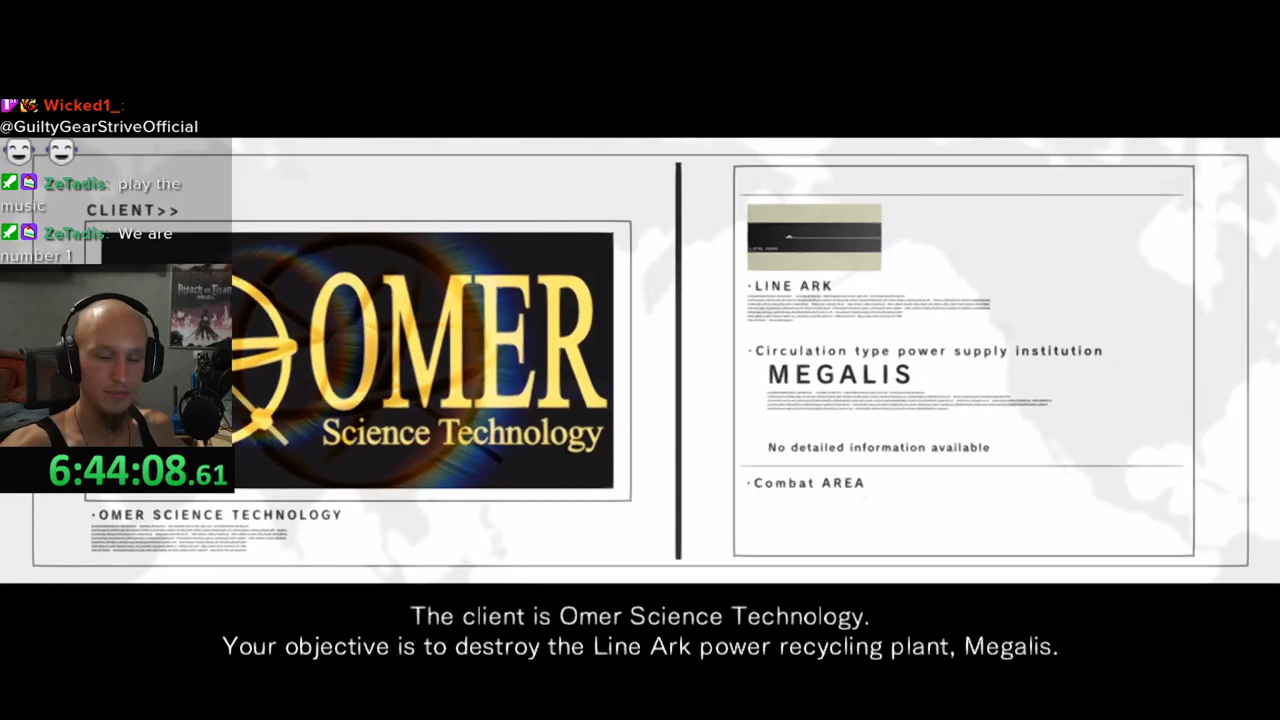 Wicked1_:
@GuiltyGearStriveOfficial
ZeTadis: play the
music
ZeTadis: We are
number 1
6:44:08.61
CLIENT>>
OMER
Science Technology
·OMER SCIENCE TECHNOLOGY
·LINE ARK
·Circulation type power supply institution
MEGALIS
No detailed information available
·Combat AREA
The client is Omer Science Technology.
Your objective is to destroy the Line Ark power recycling plant, Megalis.